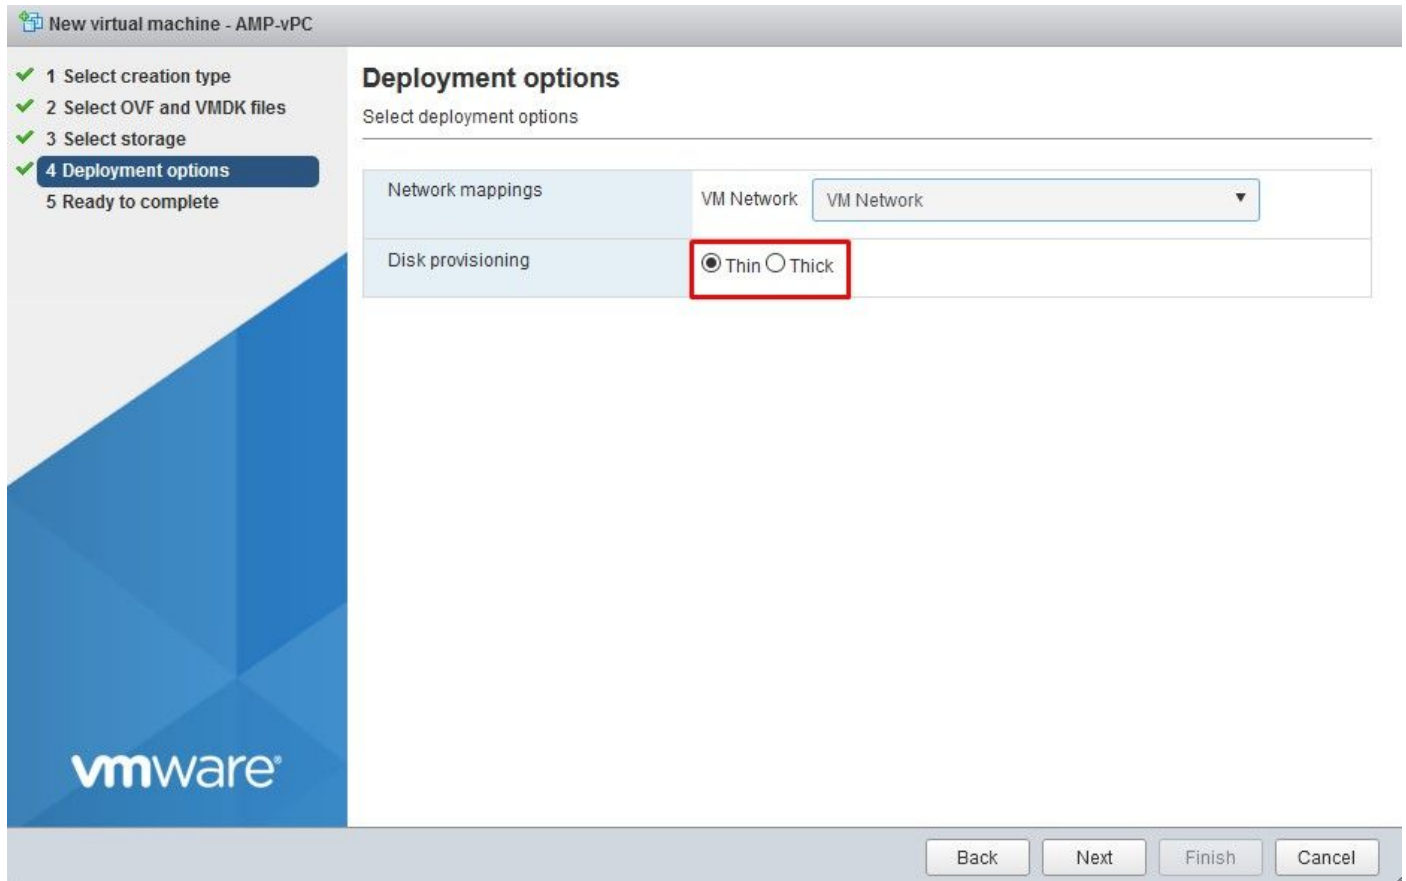 New virtual machine - AMP-vPC
1 Select creation type
2 Select OVF and VMDK files
3 Select storage
4 Deployment options
5 Ready to complete
Deployment options
Select deployment options
Network mappings
VM Network VM Network
Disk provisioning
Thin Thick
vmware®
Back Next Finish Cancel